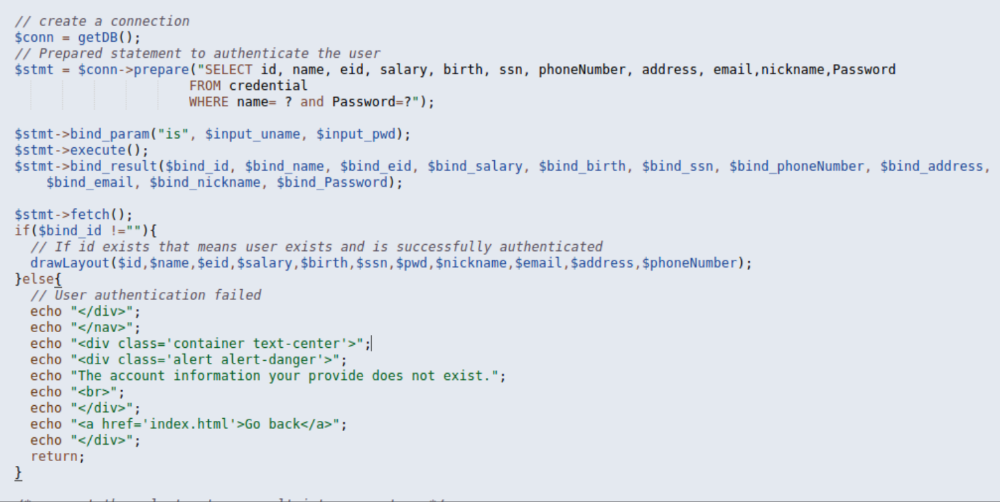 // create a connection
$conn = getDB();
// Prepared statement to authenticate the user
$stmt = $conn->prepare("SELECT id, name, eid, salary, birth, ssn, phoneNumber, address, email,nickname,Password
FROM credential
WHERE name= ? and Password=?");
$stmt->bind_param("is", $input_uname, $input_pwd);
$stmt->execute();
$stmt->bind_result($bind_id, $bind_name, $bind_eid, $bind_salary, $bind_birth, $bind_ssn, $bind_phoneNumber, $bind_address,
$bind_email, $bind_nickname, $bind_Password);
$stmt->fetch();
if($bind_id !=""){
// If id exists that means user exists and is successfully authenticated
drawLayout($id,$name,$eid,$salary,$birth,$ssn,$pwd,$nickname,$email,$address,$phoneNumber);
}else{
// User authentication failed
echo "</div>";
echo "</nav>";
echo "<div class='container text-center'>";
echo "<div class='alert alert-danger'>";
echo "The account information your provide does not exist.";
echo "<br>";
echo "</div>";
echo "<a href='index.html'>Go back</a>";
echo "</div>";
return;
}